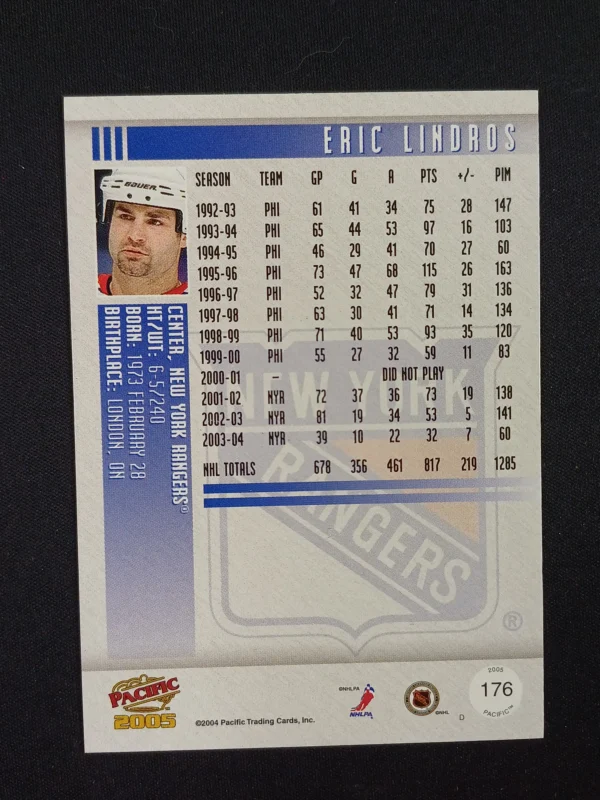 ERIC LINDROS
BAUER
SEASON TEAM GP G A PTS +/- PIM
1992-93 PHI 61 41 34 75 28 147
1993-94 PHI 65 44 53 97 16 103
1994-95 PHI 46 29 41 70 27 60
1995-96 PHI 73 47 68 115 26 163
1996-97 PHI 52 32 47 79 31 136
1997-98 PHI 63 30 41 71 14 134
1998-99 PHI 71 40 53 93 35 120
1999-00 PHI 55 27 32 59 11 83
2000-01 DID NOT PLAY
2001-02 NYR 72 37 36 73 19 138
2002-03 NYR 81 19 34 53 5 141
2003-04 NYR 39 10 22 32 7 60
NHL TOTALS 678 356 461 817 219 1285
CENTER, NEW YORK RANGERS®
HT/WT: 6-5/240
BORN: 1973 FEBRUARY 28
BIRTHPLACE: LONDON, ON
NEW YORK
RANGERS
®
PACIFIC
2005
©2004 Pacific Trading Cards, Inc.
©NHLPA
NHLPA
NHL
©NHL
D
2005
176
PACIFIC™